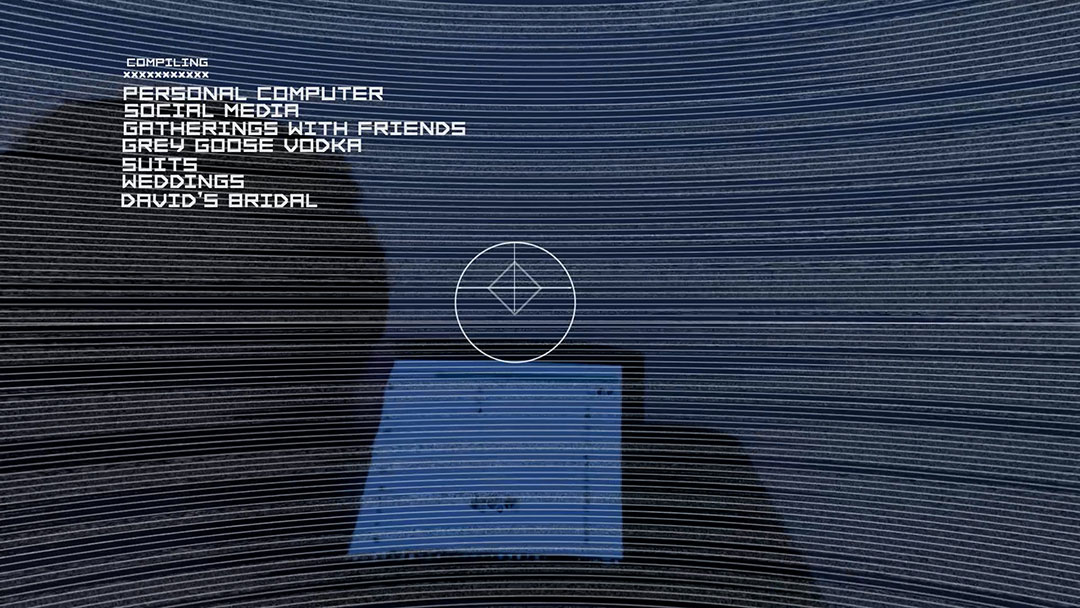 COMPILING
xxxxxxxxxxx
PERSONAL COMPUTER
SOCIAL MEDIA
GATHERINGS WITH FRIENDS
GREY GOOSE VODKA
SUITS
WEDDINGS
DAVID'S BRIDAL